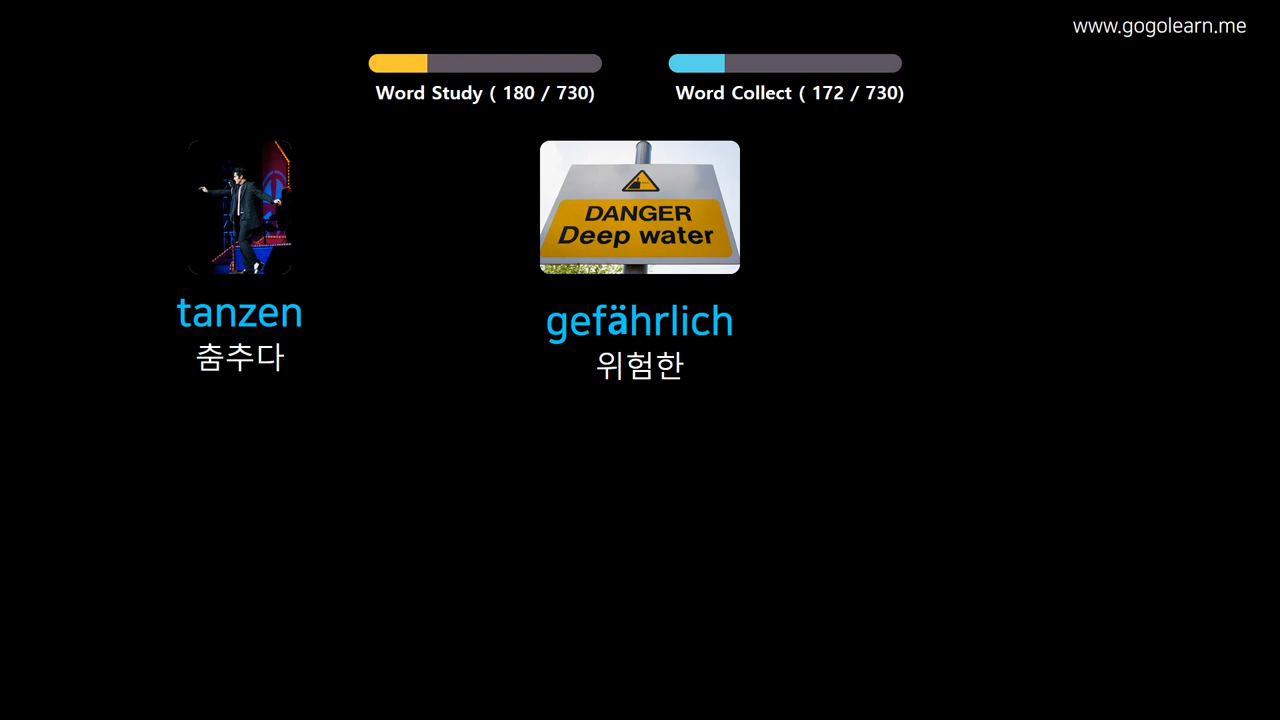 www.gogolearn.me
Word Study ( 180 / 730)
Word Collect ( 172 / 730)
DANGER
Deep water
tanzen
춤추다
gefährlich
위험한